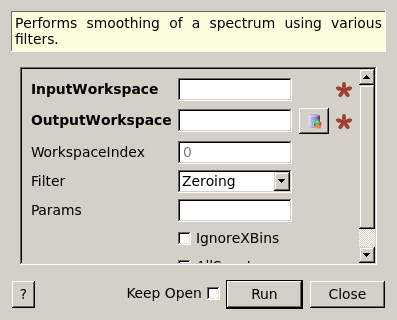 Performs smoothing of a spectrum using various
filters.
InputWorkspace
OutputWorkspace
WorkspaceIndex 0
Filter Zeroing
Params
IgnoreXBins
? Keep Open Run Close